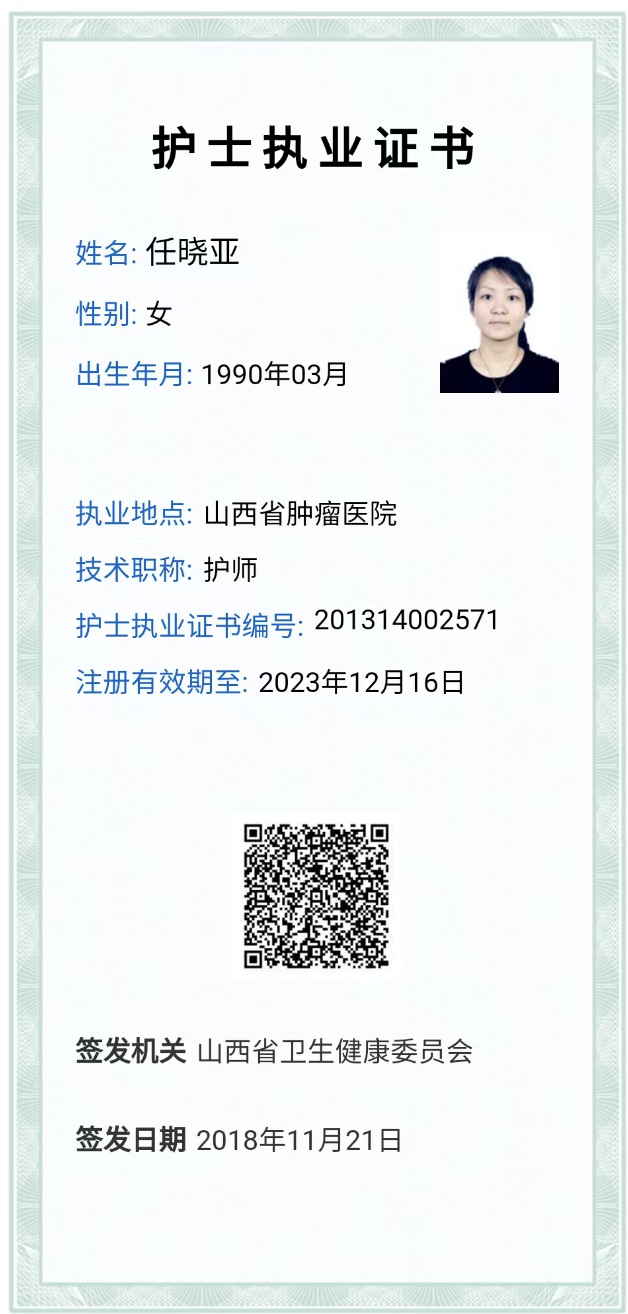 护士执业证书
姓名: 任晓亚
性别: 女
出生年月: 1990年03月
执业地点: 山西省肿瘤医院
技术职称: 护师
护士执业证书编号: 201314002571
注册有效期至: 2023年12月16日
签发机关 山西省卫生健康委员会
签发日期 2018年11月21日